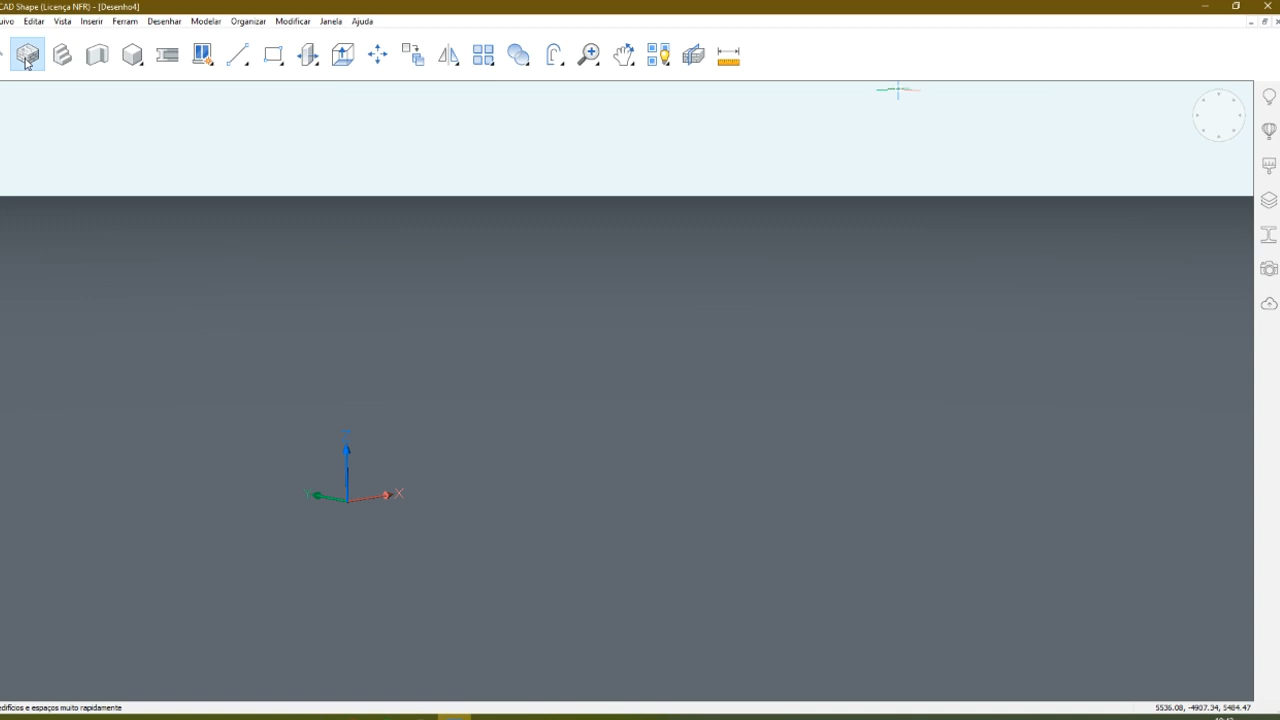 CAD Shape (Licença NFR) - [Desenho4]
uivo Editar Vista Inserir Ferram Desenhar Modelar Organizar Modificar Janela Ajuda
X
edifícios e espaços muito rapidamente
5536.08, -4907.34, 5484.47